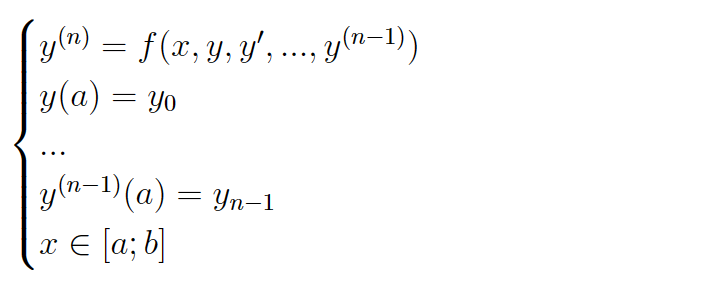 y^{(n)} = f(x, y, y', ..., y^{(n-1)})
y(a) = y_0
...
y^{(n-1)}(a) = y_{n-1}
x ∈ [a; b]